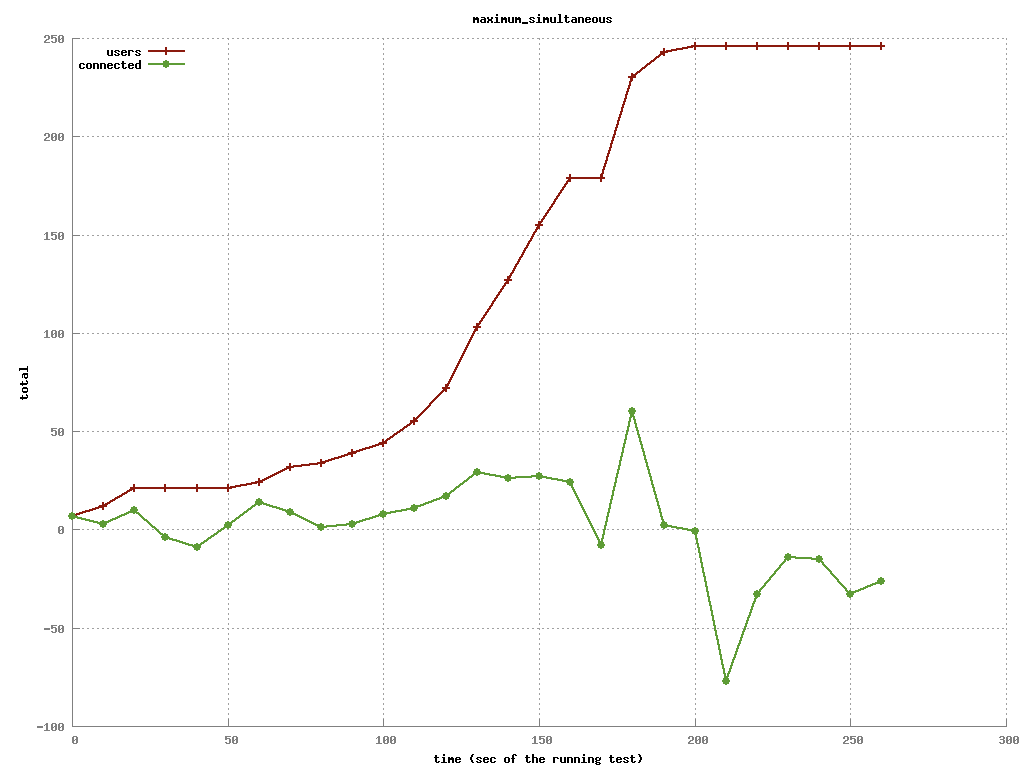 maximum_simultaneous
250
users
connected
200
150
100
50
0
-50
-100
total
0 50 100 150 200 250 300
time (sec of the running test)